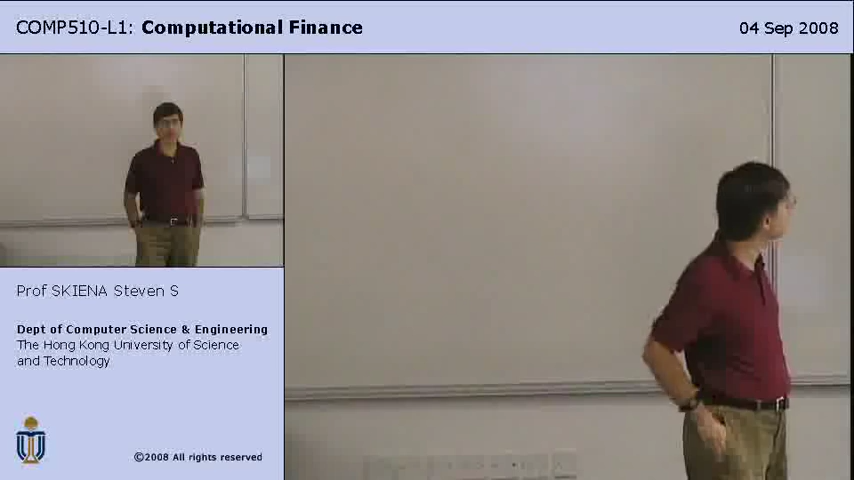 COMP510-L1: Computational Finance
04 Sep 2008
Prof SKIENA Steven S
Dept of Computer Science & Engineering
The Hong Kong University of Science
and Technology
©2008 All rights reserved